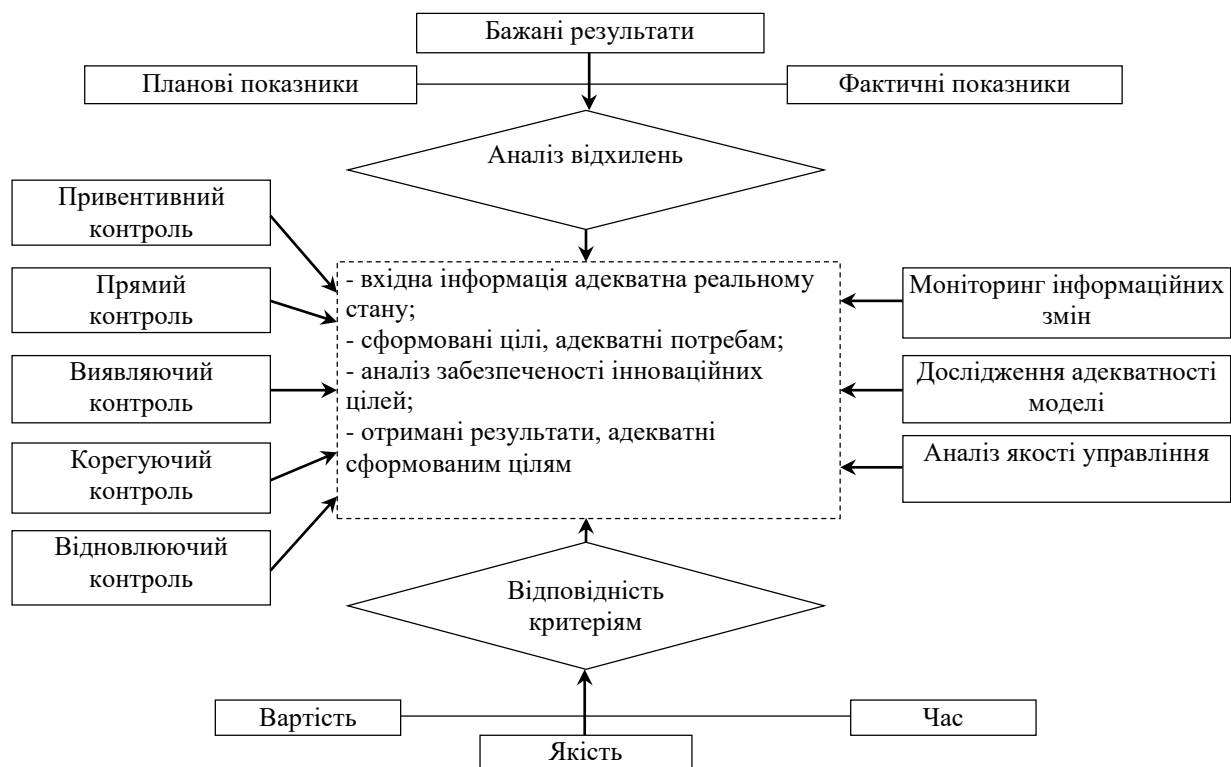 Бажані результати
Планові показники
Фактичні показники
Аналіз відхилень
Привентивний
контроль
Прямий
контроль
Виявляючий
контроль
Корегуючий
контроль
Відновлюючий
контроль
- вхідна інформація адекватна реальному
стану;
- сформовані цілі, адекватні потребам;
- аналіз забезпеченості інноваційних
цілей;
- отримані результати, адекватні
сформованим цілям
Моніторинг інформаційних
змін
Дослідження адекватності
моделі
Аналіз якості управління
Відповідність
критеріям
Вартість
Час
Якість